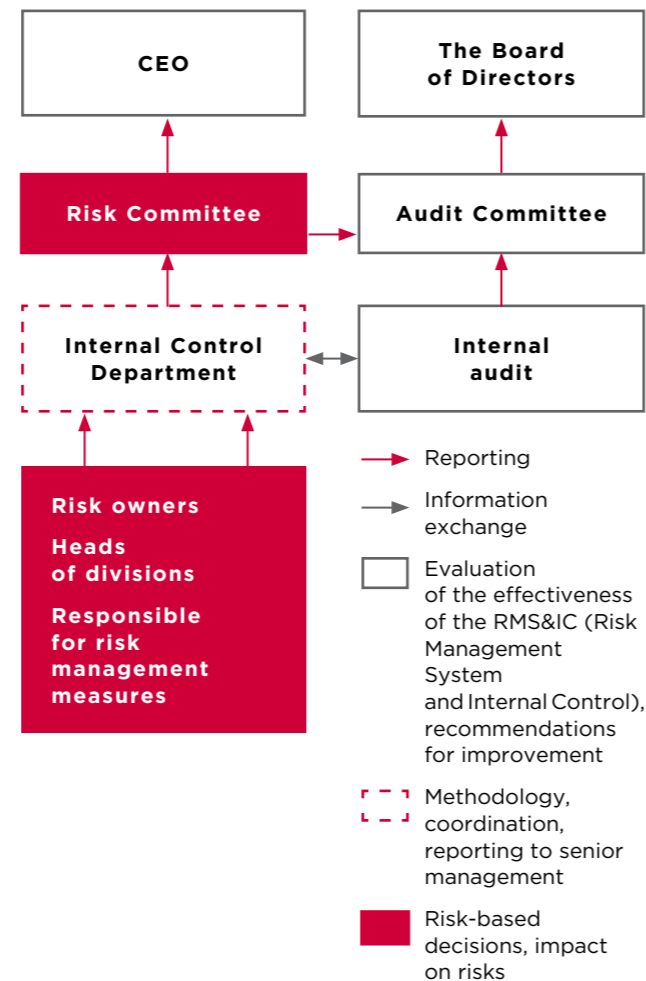 CEO
The Board
of Directors
Risk Committee
Audit Committee
Internal Control
Department
Internal
audit
Risk owners
Heads
of divisions
Responsible
for risk
management
measures
Reporting
Information
exchange
Evaluation
of the effectiveness
of the RMS&IC (Risk
Management
System
and Internal Control),
recommendations
for improvement
Methodology,
coordination,
reporting to senior
management
Risk-based
decisions, impact
on risks